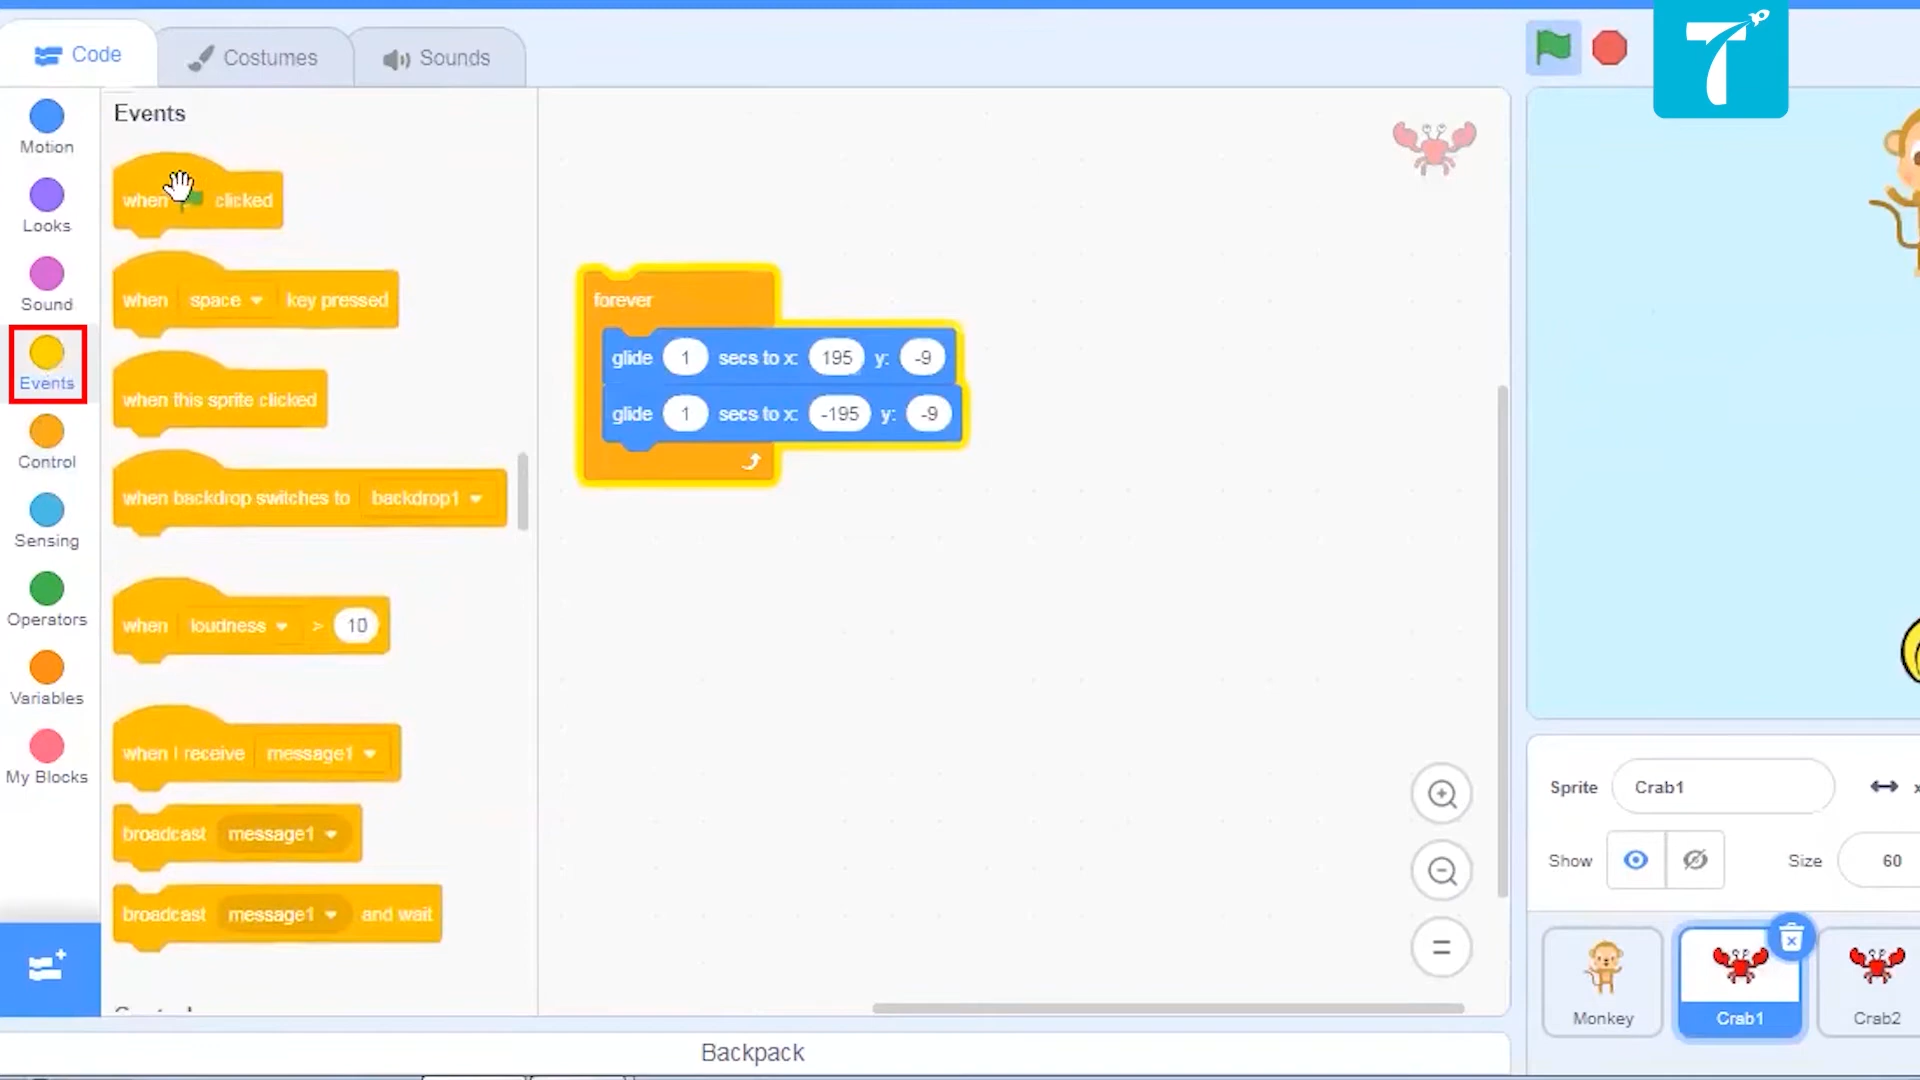 Code
Costumes
Sounds
Motion
Looks
Sound
Events
Control
Sensing
Operators
Variables
My Blocks
Events
when clicked
when space key pressed
when this sprite clicked
when backdrop switches to backdrop1
when loudness > 10
when I receive message1
broadcast message1
broadcast message1 and wait
forever
glide 1 secs to x: 195 y: -9
glide 1 secs to x: -195 y: -9
Backpack
Sprite Crab1
Show Size 60
Monkey
Crab1
Crab2